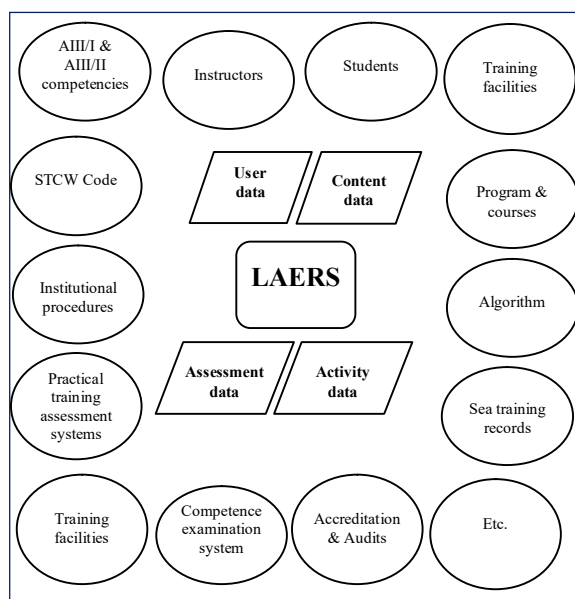 AIII/I &
AIII/II
competencies
Instructors
Students
Training
facilities
STCW Code
User
data
Content
data
Program &
courses
Institutional
procedures
LAERS
Algorithm
Practical
training
assessment
systems
Assessment
data
Activity
data
Sea training
records
Training
facilities
Competence
examination
system
Accreditation
& Audits
Etc.